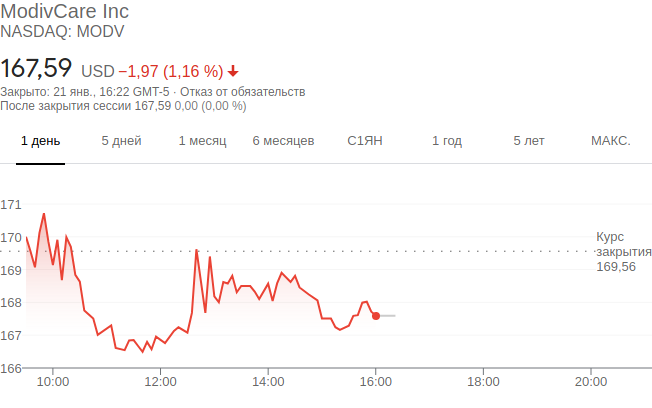 ModivCare Inc
NASDAQ: MODV
167,59 USD −1,97 (1,16 %)
Закрыто: 21 янв., 16:22 GMT-5 · Отказ от обязательств
После закрытия сессии 167,59 0,00 (0,00 %)
1 день 5 дней 1 месяц 6 месяцев С1ЯН 1 год 5 лет МАКС.
171
170
169
168
167
166
Курс
закрытия
169,56
10:00 12:00 14:00 16:00 18:00 20:00